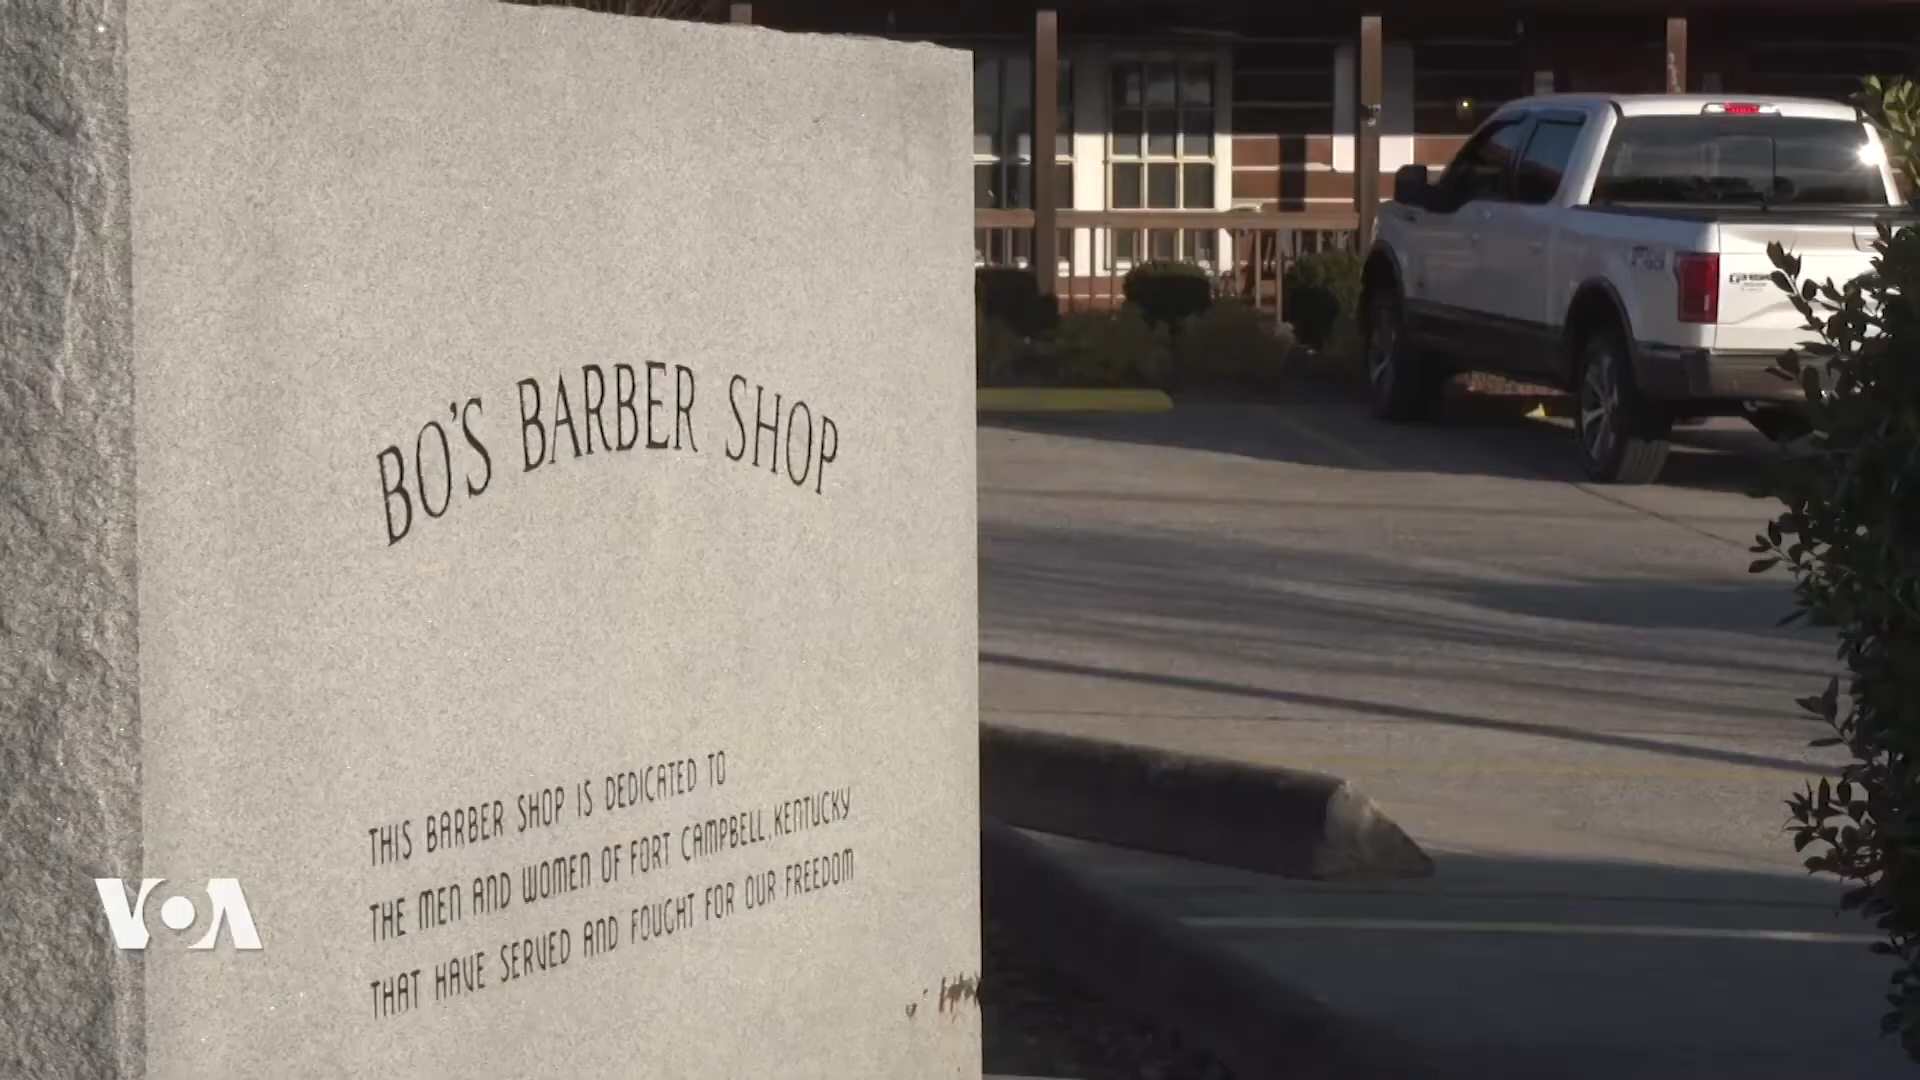 BO'S BARBER SHOP
THIS BARBER SHOP IS DEDICATED TO
THE MEN AND WOMEN OF FORT CAMPBELL, KENTUCKY
THAT HAVE SERVED AND FOUGHT FOR OUR FREEDOM
VOA
F-150